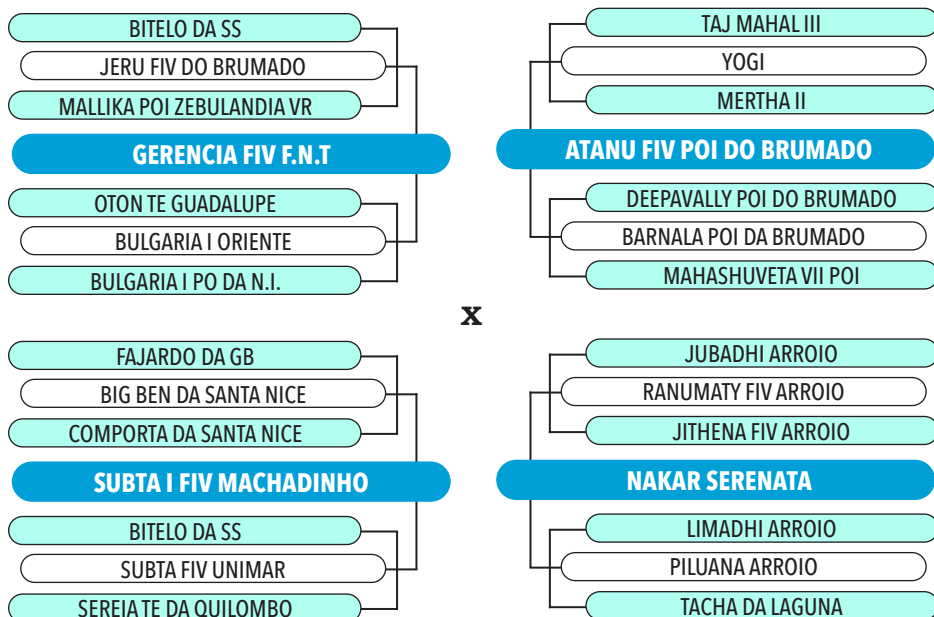 BITELO DA SS
JERU FIV DO BRUMADO
MALLIKA POI ZEBULANDIA VR
GERENCIA FIV F.N.T
OTON TE GUADALUPE
BULGARIA I ORIENTE
BULGARIA I PO DA N.I.
TAJ MAHAL III
YOGI
MERTHA II
ATANU FIV POI DO BRUMADO
DEEPAVALLY POI DO BRUMADO
BARNALA POI DA BRUMADO
MAHASHUVETA VII POI
x
FAJARDO DA GB
BIG BEN DA SANTA NICE
COMPORTA DA SANTA NICE
SUBTA I FIV MACHADINHO
BITELO DA SS
SUBTA FIV UNIMAR
SEREIA TE DA QUILOMBO
JUBADHI ARROIO
RANUMATY FIV ARROIO
JITHENA FIV ARROIO
NAKAR SERENATA
LIMADHI ARROIO
PILUANA ARROIO
TACHA DA LAGUNA